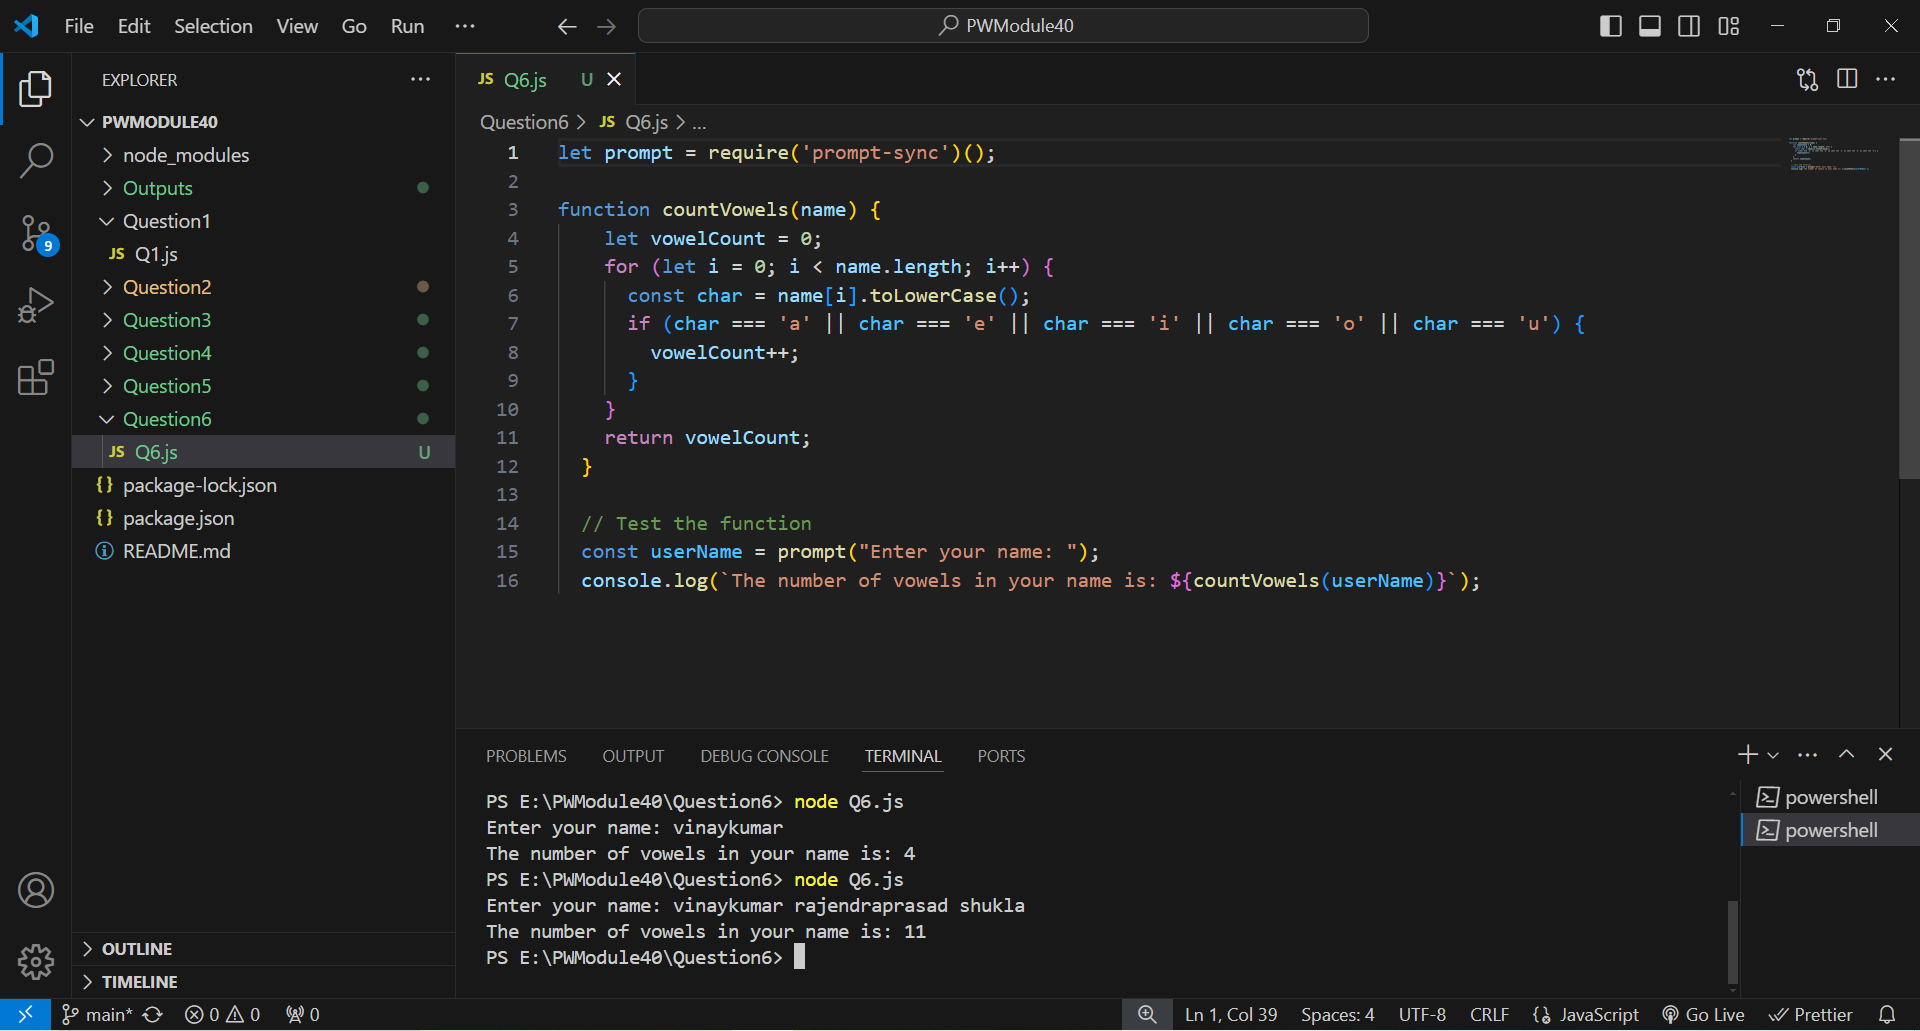 File Edit Selection View Go Run ··· PWModule40
EXPLORER ···
PWMODULE40
node_modules
Outputs
Question1
JS Q1.js
Question2
Question3
Question4
Question5
Question6
JS Q6.js U
{} package-lock.json
{} package.json
README.md
OUTLINE
TIMELINE
JS Q6.js U
Question6 > JS Q6.js > ...
1 let prompt = require('prompt-sync')();
2
3 function countVowels(name) {
4 let vowelCount = 0;
5 for (let i = 0; i < name.length; i++) {
6 const char = name[i].toLowerCase();
7 if (char === 'a' || char === 'e' || char === 'i' || char === 'o' || char === 'u') {
8 vowelCount++;
9 }
10 }
11 return vowelCount;
12 }
13
14 // Test the function
15 const userName = prompt("Enter your name: ");
16 console.log(`The number of vowels in your name is: ${countVowels(userName)}`);
PROBLEMS OUTPUT DEBUG CONSOLE TERMINAL PORTS
PS E:\PWModule40\Question6> node Q6.js
Enter your name: vinaykumar
The number of vowels in your name is: 4
PS E:\PWModule40\Question6> node Q6.js
Enter your name: vinaykumar rajendraprasad shukla
The number of vowels in your name is: 11
PS E:\PWModule40\Question6>
powershell
powershell
9
main* 0 0 0 Ln 1, Col 39 Spaces: 4 UTF-8 CRLF {} JavaScript Go Live Prettier